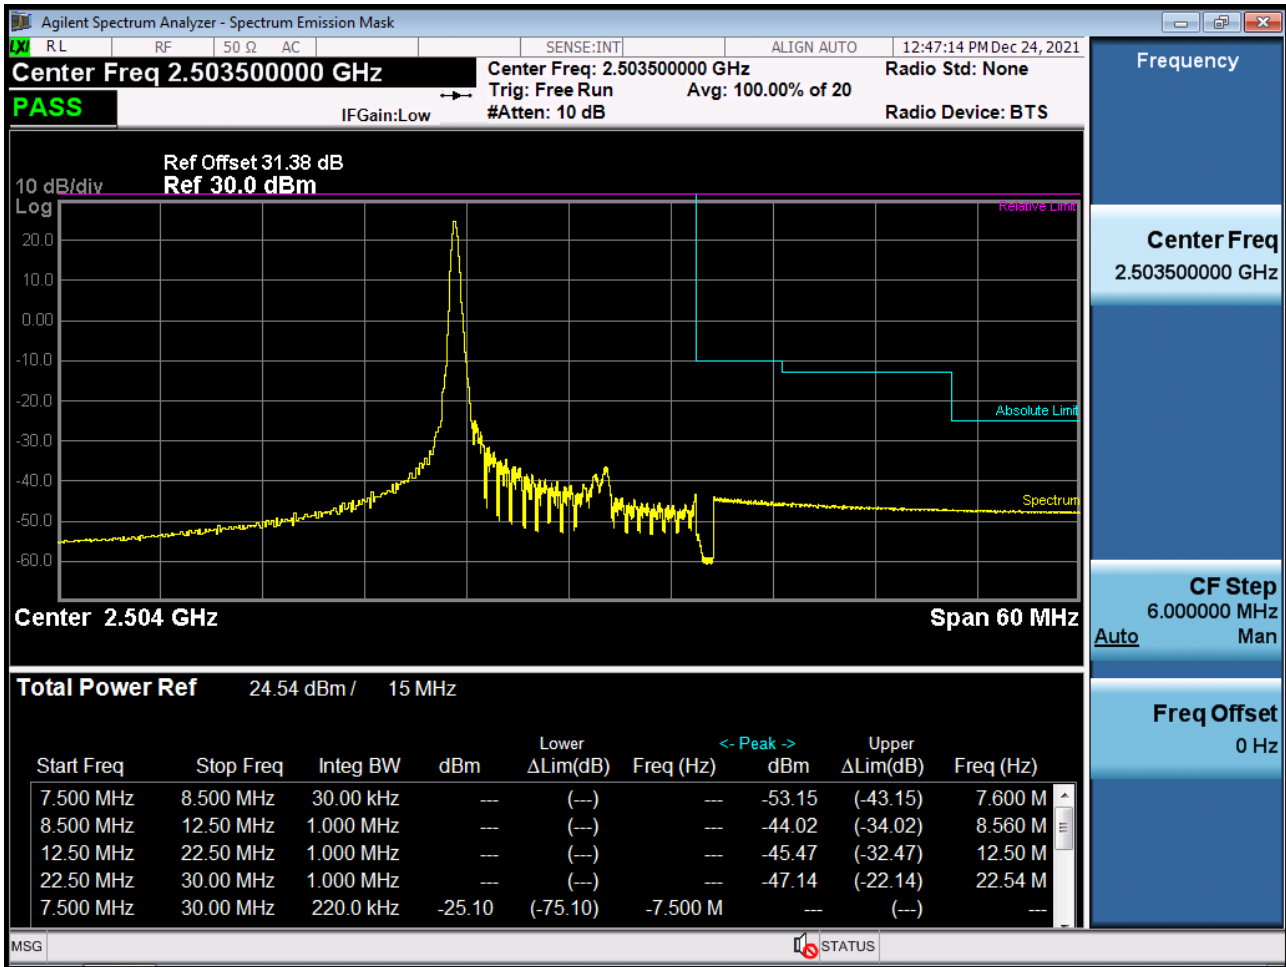 Agilent Spectrum Analyzer - Spectrum Emission Mask
LXI RL RF 50 Ω AC SENSE:INT ALIGN AUTO 12:47:14 PM Dec 24, 2021
Center Freq 2.503500000 GHz
Center Freq: 2.503500000 GHz Radio Std: None
Trig: Free Run Avg: 100.00% of 20
PASS
IFGain:Low #Atten: 10 dB Radio Device: BTS
Ref Offset 31.38 dB
10 dB/div Ref 30.0 dBm
Log
Relative Limit
20.0
10.0
0.00
-10.0
-20.0
Absolute Limit
-30.0
-40.0
Spectrum
-50.0
-60.0
Center 2.504 GHz Span 60 MHz
Total Power Ref 24.54 dBm / 15 MHz
Lower <- Peak -> Upper
Start Freq Stop Freq Integ BW dBm ΔLim(dB) Freq (Hz) dBm ΔLim(dB) Freq (Hz)
7.500 MHz 8.500 MHz 30.00 kHz --- (---) --- -53.15 (-43.15) 7.600 M
8.500 MHz 12.50 MHz 1.000 MHz --- (---) --- -44.02 (-34.02) 8.560 M
12.50 MHz 22.50 MHz 1.000 MHz --- (---) --- -45.47 (-32.47) 12.50 M
22.50 MHz 30.00 MHz 1.000 MHz --- (---) --- -47.14 (-22.14) 22.54 M
7.500 MHz 30.00 MHz 220.0 kHz -25.10 (-75.10) -7.500 M --- (---) ---
MSG STATUS
Frequency
Center Freq
2.503500000 GHz
CF Step
6.000000 MHz
Auto Man
Freq Offset
0 Hz